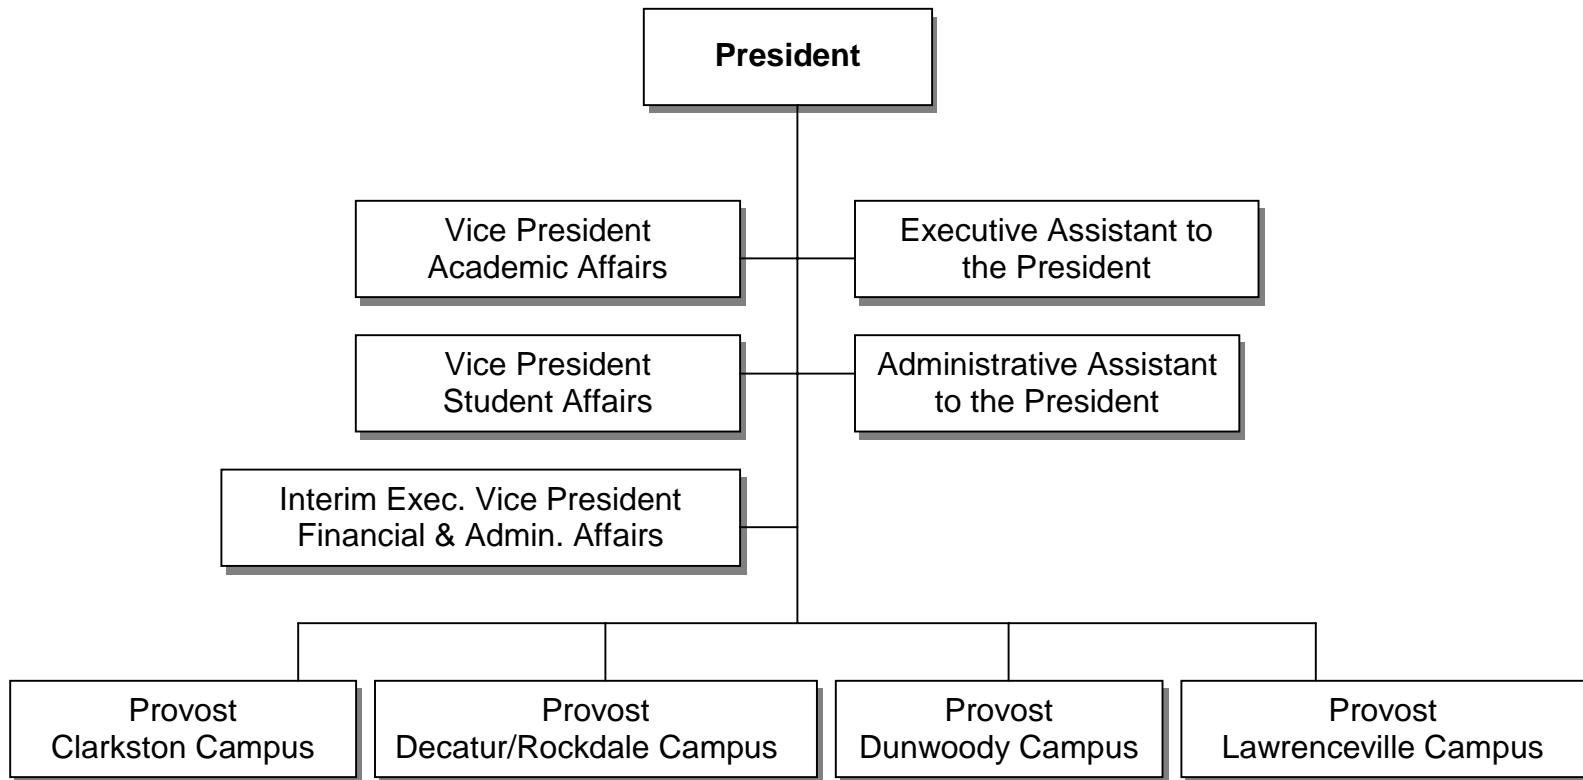 President
Vice President
Academic Affairs
Executive Assistant to
the President
Vice President
Student Affairs
Administrative Assistant
to the President
Interim Exec. Vice President
Financial & Admin. Affairs
Provost
Clarkston Campus
Provost
Decatur/Rockdale Campus
Provost
Dunwoody Campus
Provost
Lawrenceville Campus